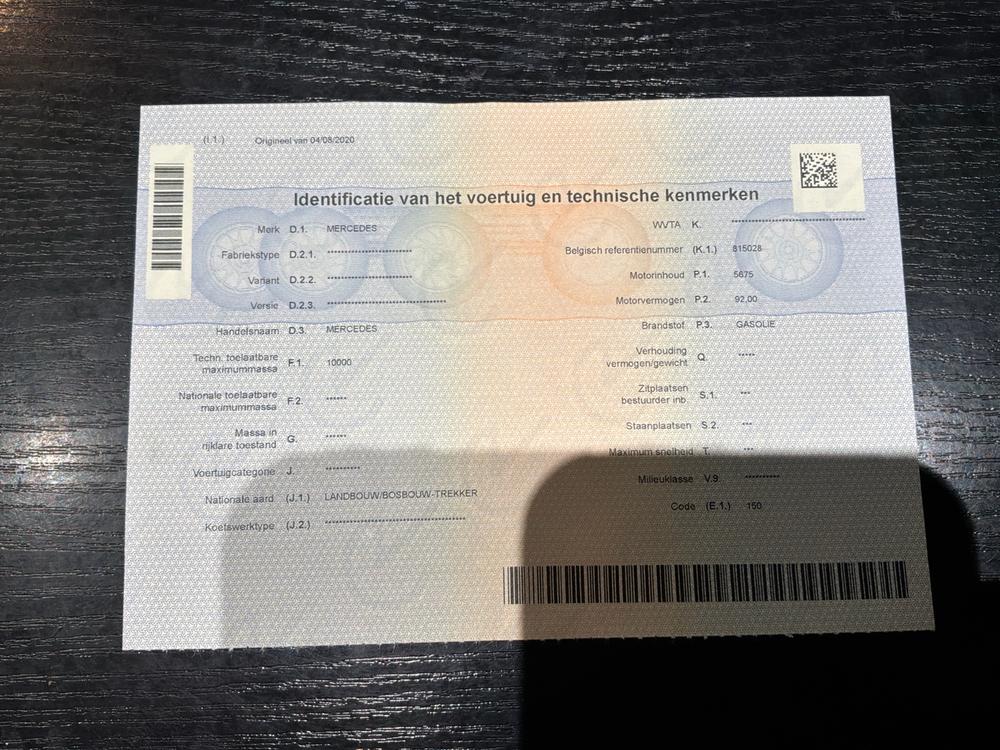 (I.1.) Origineel van 04/08/2020
Identificatie van het voertuig en technische kenmerken
Merk D.1. MERCEDES
Fabriekstype D.2.1. ********************
Variant D.2.2. ********************
Versie D.2.3. ****************************
Handelsnaam D.3. MERCEDES
Techn. toelaatbare
maximummassa F.1. 10000
Nationale toelaatbare
maximummassa F.2. *****
Massa in
rijklare toestand G. *****
Voertuigcategorie J. ********
Nationale aard (J.1.) LANDBOUW/BOSBOUW-TREKKER
Koetswerktype (J.2.) **********************************
WVTA K. ********************************
Belgisch referentienummer (K.1.) 815028
Motorinhoud P.1. 5675
Motorvermogen P.2. 92,00
Brandstof P.3. GASOLIE
Verhouding
vermogen/gewicht Q. *****
Zitplaatsen
bestuurder inb. S.1. ***
Staanplaatsen S.2. ***
Maximum snelheid T. ***
Milieuklasse V.9. **********
Code (E.1.) 150